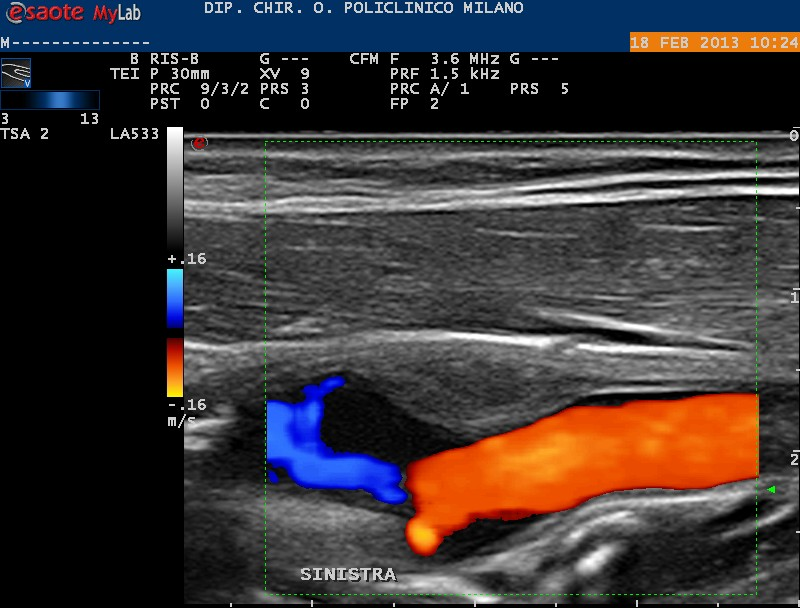 esaote MyLab
DIP. CHIR. O. POLICLINICO MILANO
M--------------
18 FEB 2013 10:24
B RIS-B G --- CFM F 3.6 MHz G ---
TEI P 30mm XV 9 PRF 1.5 kHz
PRC 9/3/2 PRS 3 PRC A/ 1 PRS 5
PST 0 C 0 FP 2
V
3 13
TSA 2 LA533
0
+.16
1
-.16
m/s
2
SINISTRA